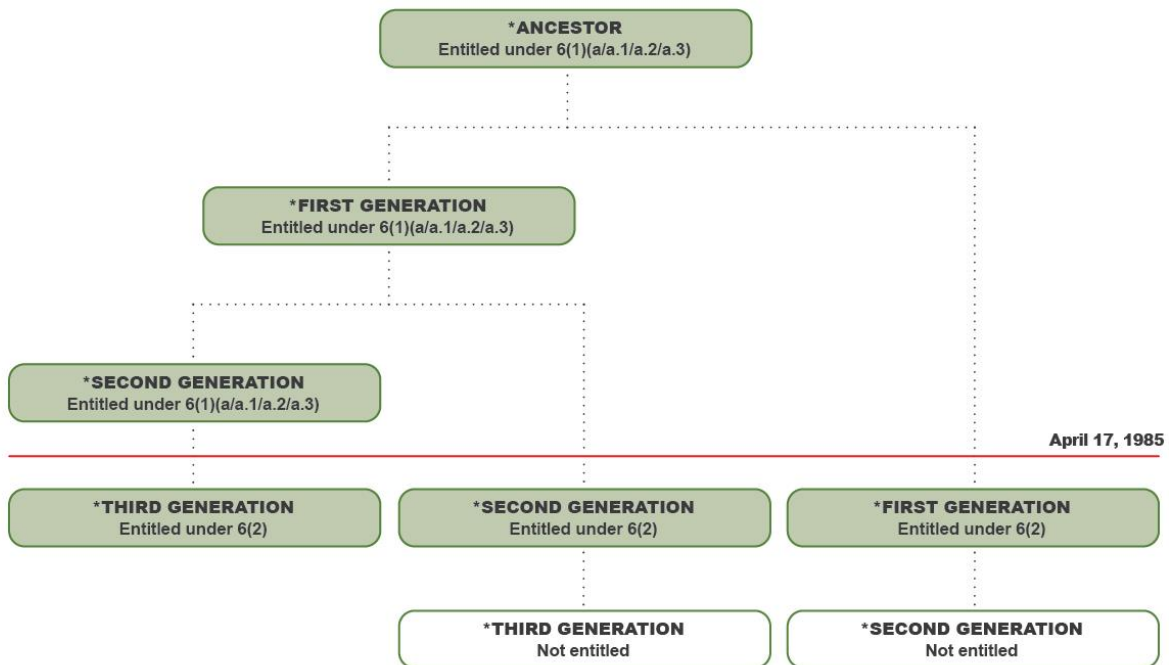 *ANCESTOR
Entitled under 6(1)(a/a.1/a.2/a.3)
*FIRST GENERATION
Entitled under 6(1)(a/a.1/a.2/a.3)
*SECOND GENERATION
Entitled under 6(1)(a/a.1/a.2/a.3)
April 17, 1985
*THIRD GENERATION
Entitled under 6(2)
*SECOND GENERATION
Entitled under 6(2)
*FIRST GENERATION
Entitled under 6(2)
*THIRD GENERATION
Not entitled
*SECOND GENERATION
Not entitled